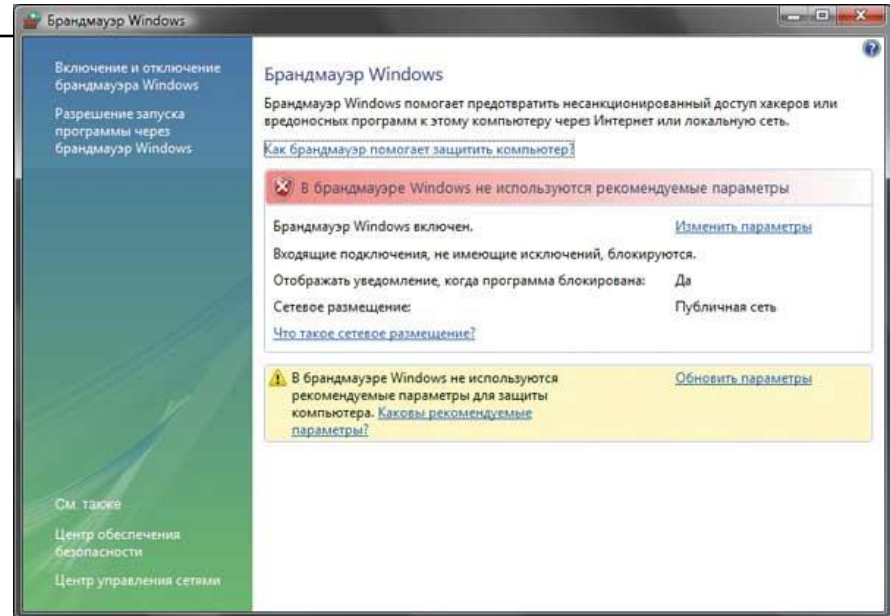 Брандмауэр Windows
Включение и отключение
брандмауэра Windows
Разрешение запуска
программы через
брандмауэр Windows
Брандмауэр Windows
Брандмауэр Windows помогает предотвратить несанкционированный доступ хакеров или
вредоносных программ к этому компьютеру через Интернет или локальную сеть.
Как брандмауэр помогает защитить компьютер?
В брандмауэре Windows не используются рекомендуемые параметры
Брандмауэр Windows включен. Изменить параметры
Входящие подключения, не имеющие исключений, блокируются.
Отображать уведомление, когда программа блокирована: Да
Сетевое размещение: Публичная сеть
Что такое сетевое размещение?
В брандмауэре Windows не используются Обновить параметры
рекомендуемые параметры для защиты
компьютера. Каковы рекомендуемые
параметры?
См. также
Центр обеспечения
безопасности
Центр управления сетями